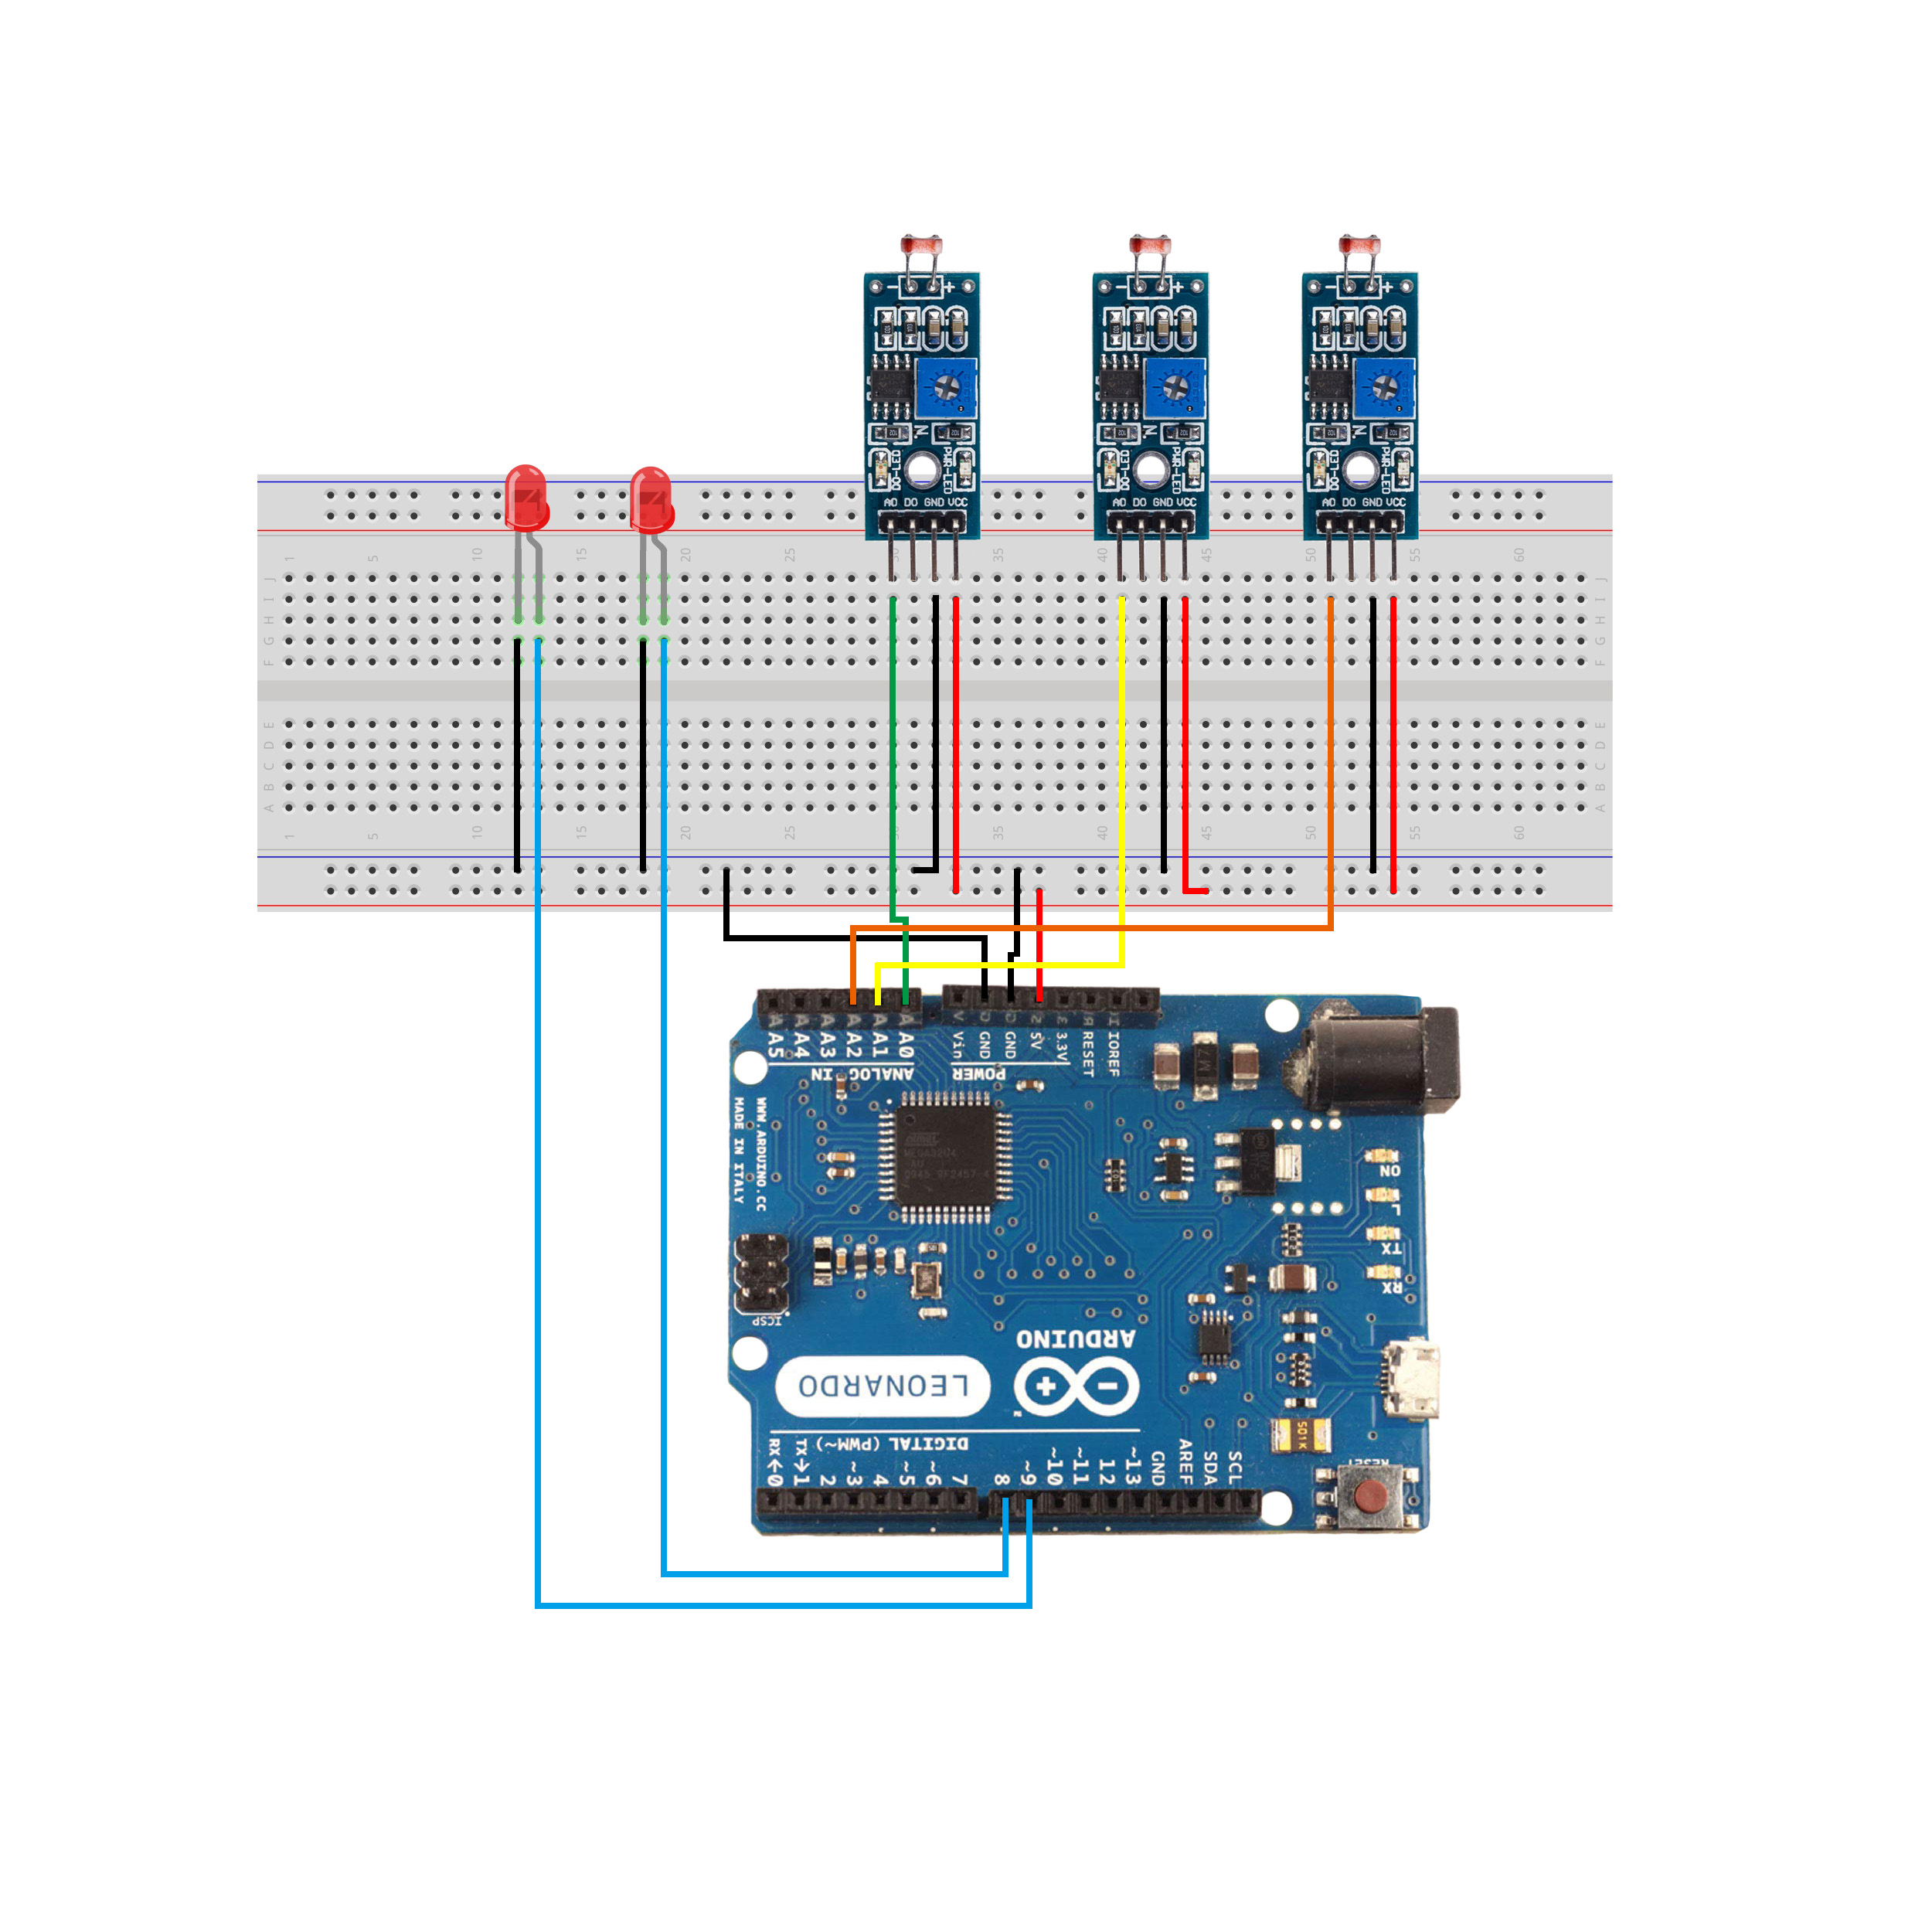 AO DO GND VCC
DO-LED
PWR-LED
AO DO GND VCC
DO-LED
PWR-LED
AO DO GND VCC
DO-LED
PWR-LED
1 5 10 15 20 25 30 35 40 45 50 55 60
J
I
H
G
F
E
D
C
B
A
J
I
H
G
F
E
D
C
B
A
1 5 10 15 20 25 35 40 45 50 55 60
A5 A4 A3 A2 A1 A0
Vin GND GND 5V 3.3V RESET IOREF
ANALOG IN
POWER
WWW.ARDUINO.CC
MADE IN ITALY
ON
L
TX
RX
ICSP
ARDUINO
LEONARDO
DIGITAL (PWM~)
RX←0 TX→1 2 ~3 4 ~5 ~6 7 8 ~9 ~10 ~11 12 ~13 GND AREF SDA SCL
501K
RESET